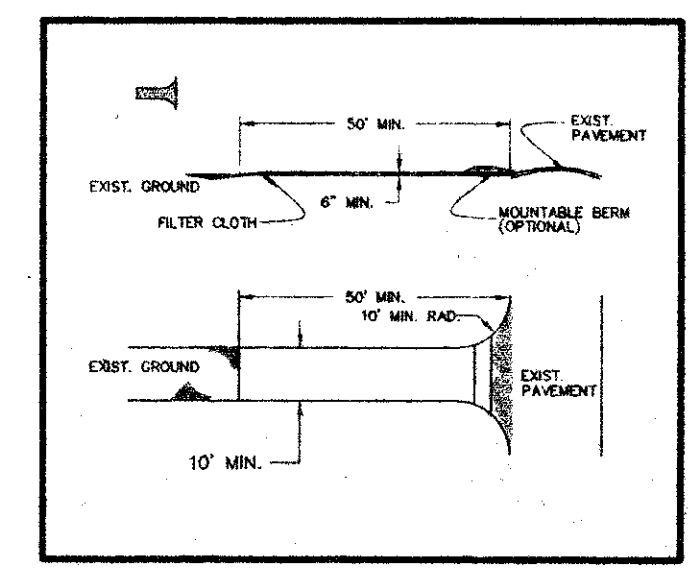 50' MIN.
EXIST.
PAVEMENT
EXIST. GROUND
6" MIN.
FILTER CLOTH
MOUNTABLE BERM
(OPTIONAL)
50' MIN.
10' MIN. RAD.
EXIST. GROUND
EXIST.
PAVEMENT
10' MIN.